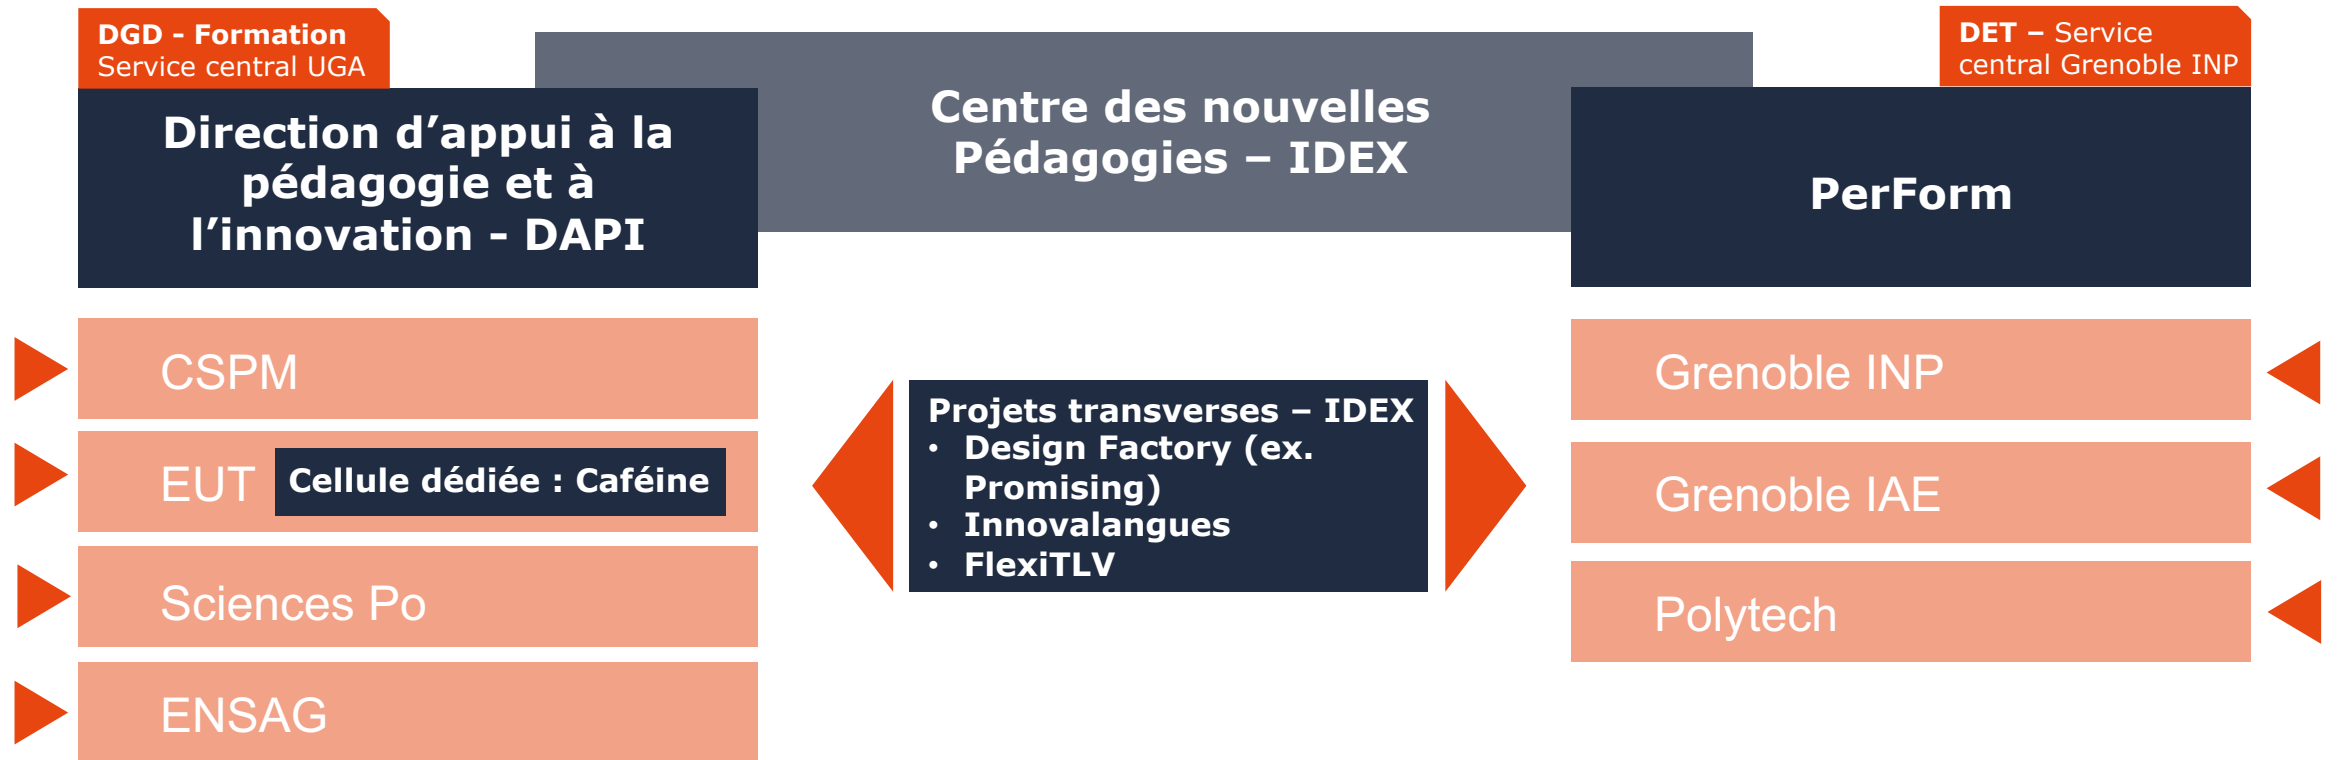 DGD - Formation
Service central UGA
Direction d’appui à la
pédagogie et à
l’innovation - DAPI
Centre des nouvelles
Pédagogies – IDEX
DET – Service
central Grenoble INP
PerForm
CSPM
EUT
Cellule dédiée : Caféine
Sciences Po
ENSAG
Projets transverses – IDEX
• Design Factory (ex.
Promising)
• Innovalangues
• FlexiTLV
Grenoble INP
Grenoble IAE
Polytech